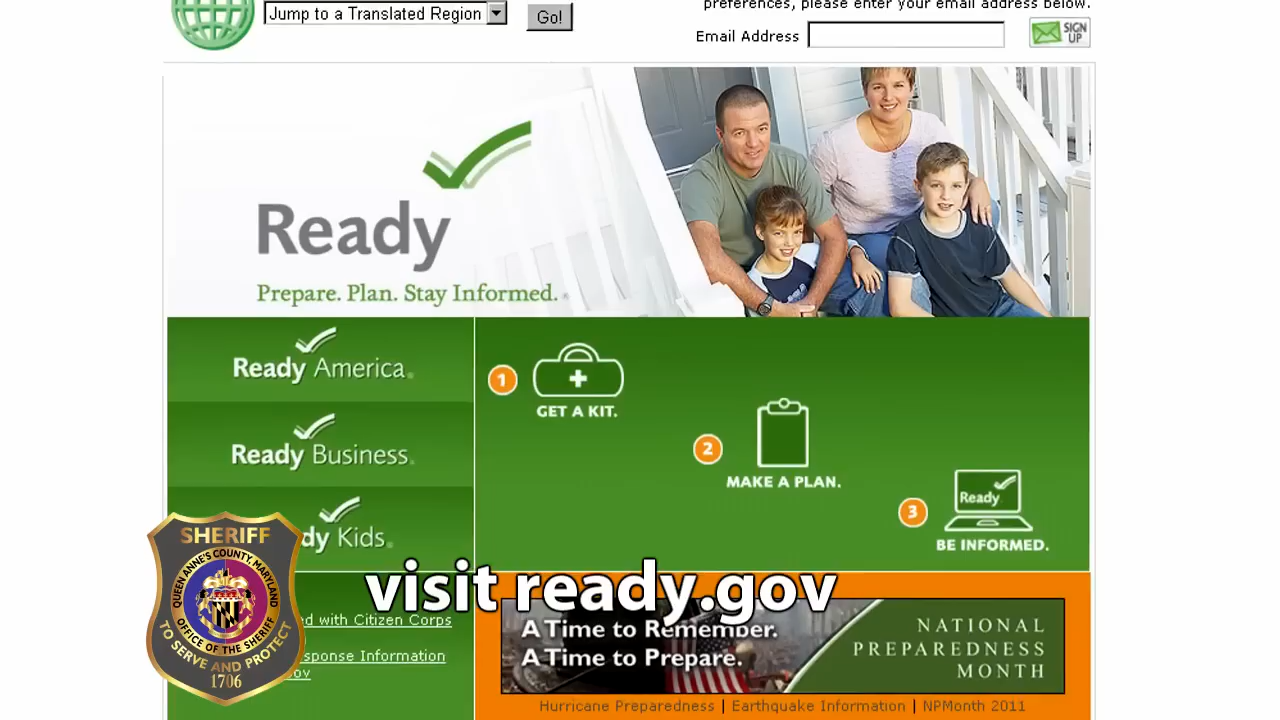 preferences, please enter your email address below.
Jump to a Translated Region
Go!
Email Address
SIGN UP
Ready
Prepare. Plan. Stay Informed.
Ready America
Ready Business
dy Kids
1
GET A KIT.
2
MAKE A PLAN.
3
Ready
BE INFORMED.
SHERIFF
QUEEN ANNE'S COUNTY, MARYLAND
OFFICE OF THE SHERIFF
TO SERVE AND PROTECT
1706
visit ready.gov
ed with Citizen Corps
sponse Information
ov
A Time to Remember.
A Time to Prepare.
NATIONAL
PREPAREDNESS
MONTH
Hurricane Preparedness | Earthquake Information | NPMonth 2011